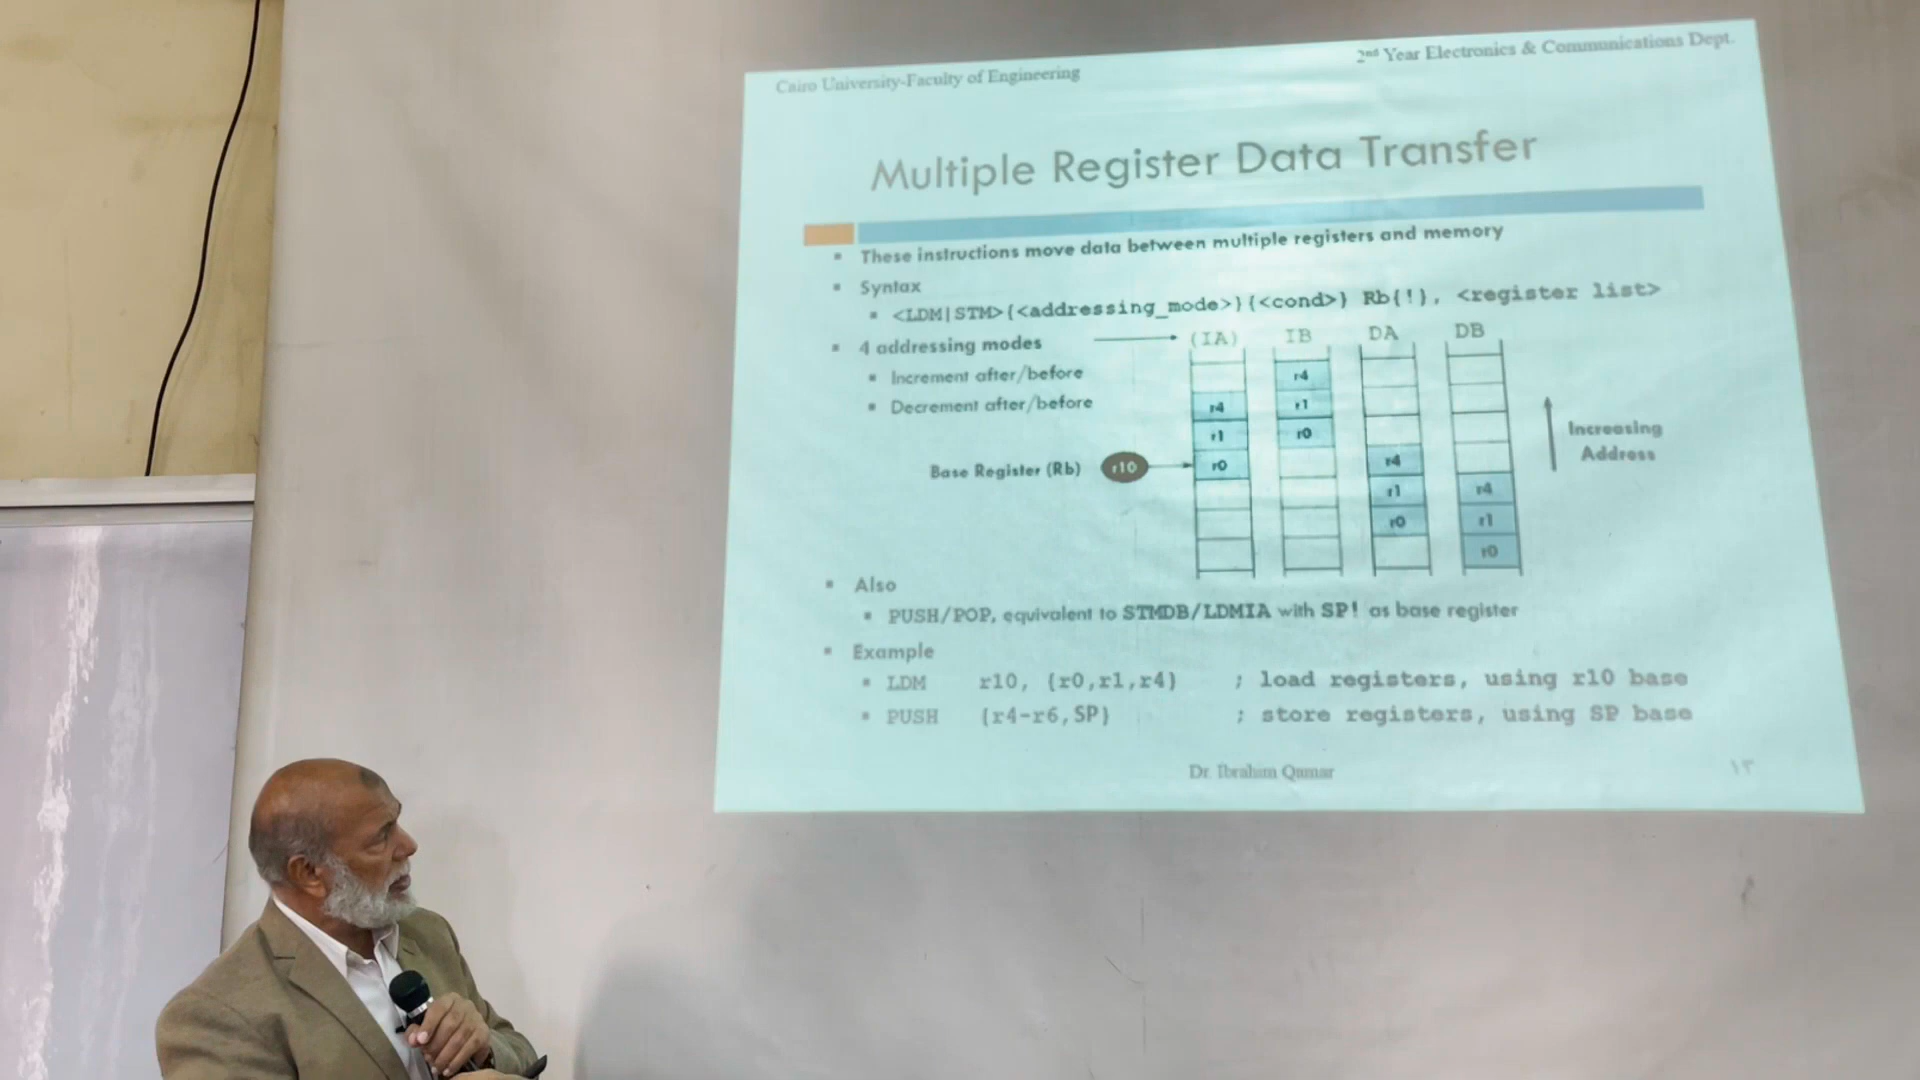 Cairo University-Faculty of Engineering
2nd Year Electronics & Communications Dept.
Multiple Register Data Transfer
▪ These instructions move data between multiple registers and memory
▪ Syntax
▪ <LDM|STM>{<addressing_mode>}{<cond>} Rb{!}, <register list>
▪ 4 addressing modes
(IA) IB DA DB
▪ Increment after/before
▪ Decrement after/before
r4
r1
r0
r4
r1
r0
r4
r1
r0
r4
r1
r0
Base Register (Rb) r10
Increasing
Address
▪ Also
▪ PUSH/POP, equivalent to STMDB/LDMIA with SP! as base register
▪ Example
▪ LDM r10, {r0,r1,r4} ; load registers, using r10 base
▪ PUSH {r4-r6,SP} ; store registers, using SP base
Dr. Ibraham Qamar
١٣